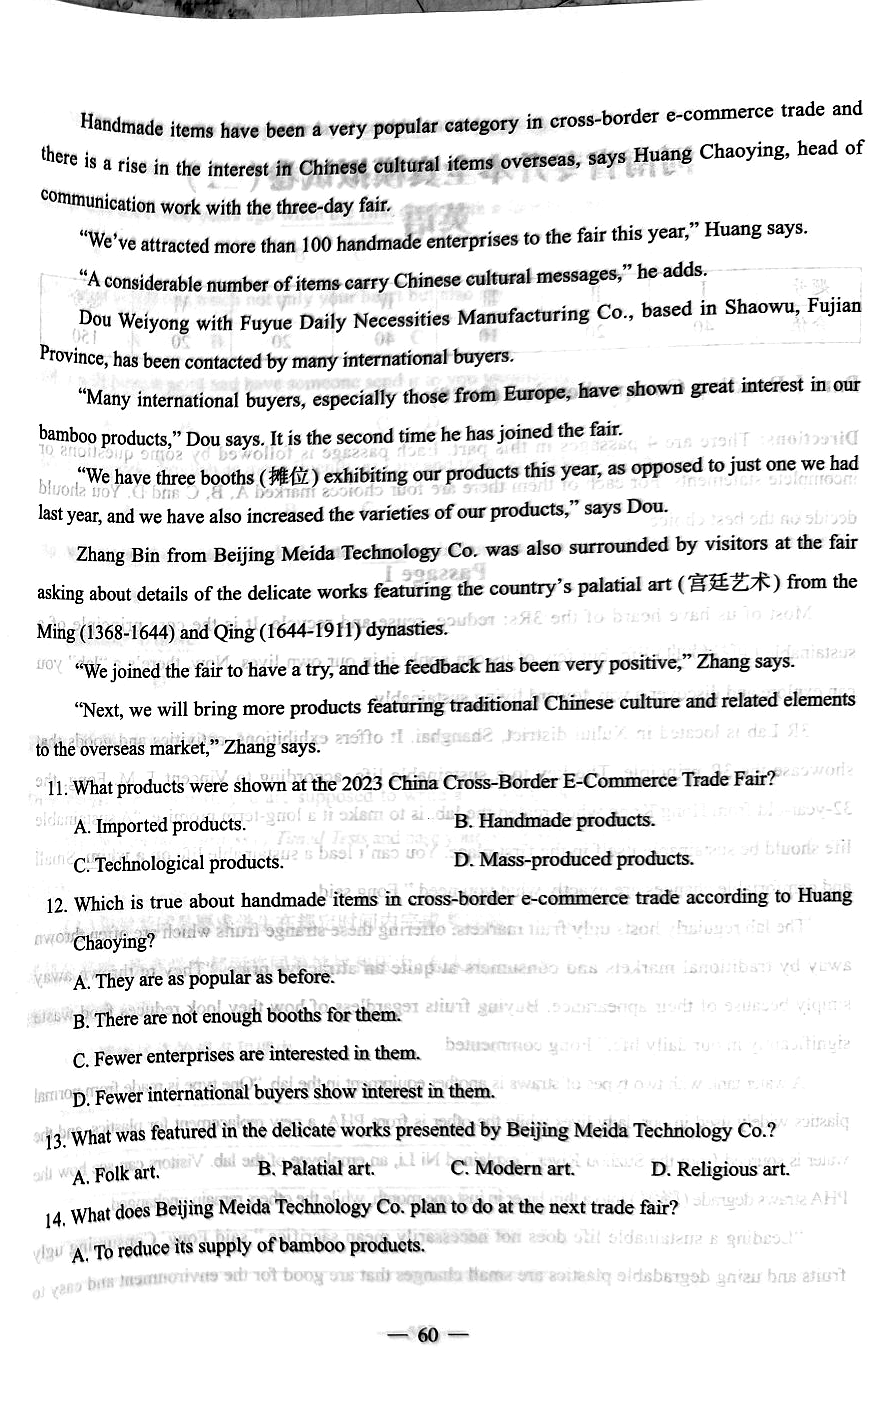 Handmade items have been a very popular category in cross-border e-commerce trade and
there is a rise in the interest in Chinese cultural items overseas, says Huang Chaoying, head of
communication work with the three-day fair.
“We’ve attracted more than 100 handmade enterprises to the fair this year,” Huang says.
“A considerable number of items carry Chinese cultural messages,” he adds.
Dou Weiyong with Fuyue Daily Necessities Manufacturing Co., based in Shaowu, Fujian
Province, has been contacted by many international buyers.
“Many international buyers, especially those from Europe, have shown great interest in our
bamboo products,” Dou says. It is the second time he has joined the fair.
“We have three booths (摊位) exhibiting our products this year, as opposed to just one we had
last year, and we have also increased the varieties of our products,” says Dou.
Zhang Bin from Beijing Meida Technology Co. was also surrounded by visitors at the fair
asking about details of the delicate works featuring the country’s palatial art (宫廷艺术) from the
Ming (1368-1644) and Qing (1644-1911) dynasties.
“We joined the fair to have a try, and the feedback has been very positive,” Zhang says.
“Next, we will bring more products featuring traditional Chinese culture and related elements
to the overseas market,” Zhang says.
11. What products were shown at the 2023 China Cross-Border E-Commerce Trade Fair?
A. Imported products. B. Handmade products.
C. Technological products. D. Mass-produced products.
12. Which is true about handmade items in cross-border e-commerce trade according to Huang
Chaoying?
A. They are as popular as before.
B. There are not enough booths for them.
C. Fewer enterprises are interested in them.
D. Fewer international buyers show interest in them.
13. What was featured in the delicate works presented by Beijing Meida Technology Co.?
A. Folk art. B. Palatial art. C. Modern art. D. Religious art.
14. What does Beijing Meida Technology Co. plan to do at the next trade fair?
A. To reduce its supply of bamboo products.
— 60 —